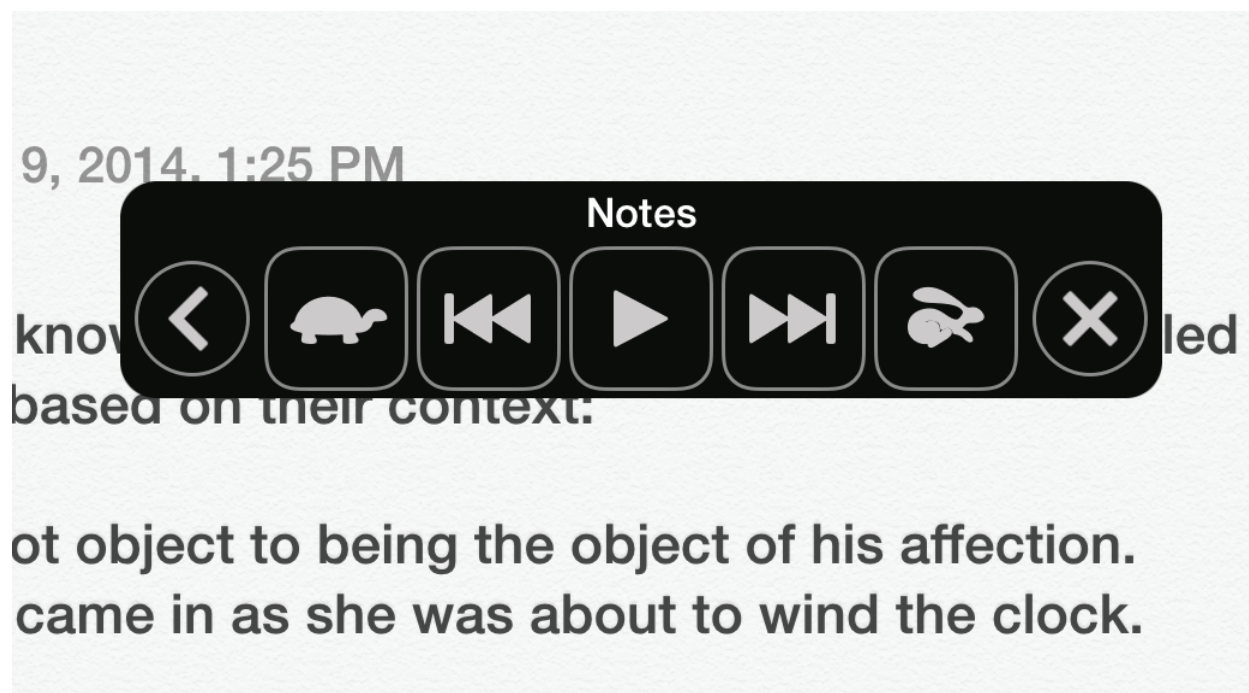 9, 2014, 1:25 PM
Notes
led
based on their context:
ot object to being the object of his affection.
came in as she was about to wind the clock.